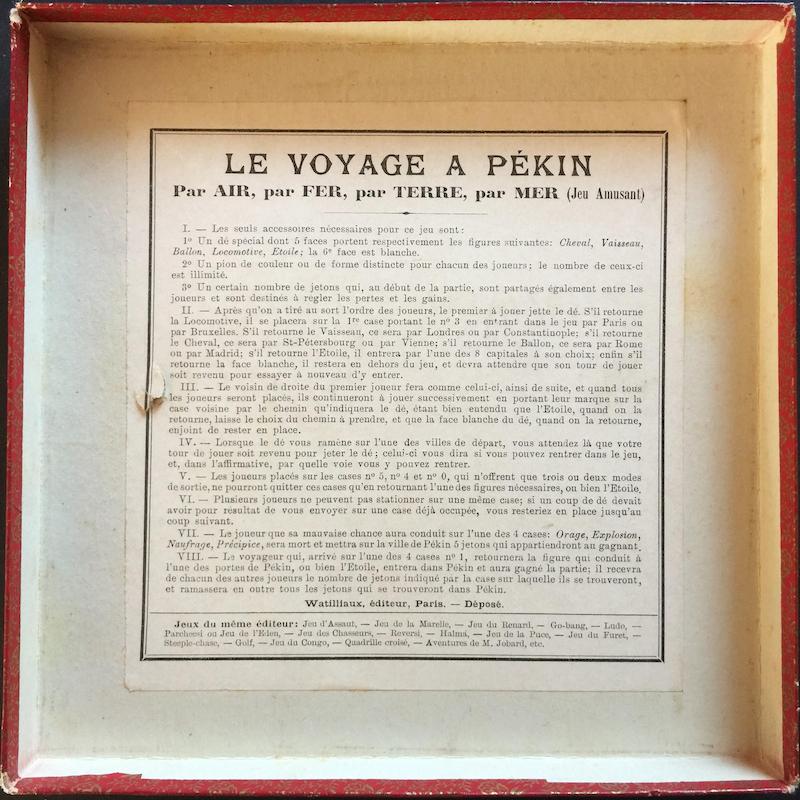 LE VOYAGE A PÉKIN
Par AIR, par FER, par TERRE, par MER (Jeu Amusant)
I. — Les seuls accessoires nécessaires pour ce jeu sont:
1º Un dé spécial dont 5 faces portent respectivement les figures suivantes: Cheval, Vaisseau,
Ballon, Locomotive, Etoile; la 6e face est blanche.
2º Un pion de couleur ou de forme distincte pour chacun des joueurs; le nombre de ceux-ci
est illimité.
3º Un certain nombre de jetons qui, au début de la partie, sont partagés également entre les
joueurs et sont destinés à régler les pertes et les gains.
II. — Après qu'on a tiré au sort l'ordre des joueurs, le premier à jouer jette le dé. S'il retourne
la Locomotive, il se placera sur la 1re case portant le nº 3 en entrant dans le jeu par Paris ou
par Bruxelles. S'il retourne le Vaisseau, ce sera par Londres ou par Constantinople; s'il retourne
le Cheval, ce sera par St-Pétersbourg ou par Vienne; s'il retourne le Ballon, ce sera par Rome
ou par Madrid; s'il retourne l'Etoile, il entrera par l'une des 8 capitales à son choix; enfin s'il
retourne la face blanche, il restera en dehors du jeu, et devra attendre que son tour de jouer
soit revenu pour essayer à nouveau d'y entrer.
III. — Le voisin de droite du premier joueur fera comme celui-ci, ainsi de suite, et quand tous
les joueurs seront placés, ils continueront à jouer successivement en portant leur marque sur la
case voisine par le chemin qu'indiquera le dé, étant bien entendu que l'Etoile, quand on la
retourne, laisse le choix du chemin à prendre, et que la face blanche du dé, quand on la retourne,
enjoint de rester en place.
IV. — Lorsque le dé vous ramène sur l'une des villes de départ, vous attendez là que votre
tour de jouer soit revenu pour jeter le dé; celui-ci vous dira si vous pouvez rentrer dans le jeu,
et, dans l'affirmative, par quelle voie vous y pouvez rentrer.
V. — Les joueurs placés sur les cases nº 5, nº 4 et nº 0, qui n'offrent que trois ou deux modes
de sortie, ne pourront quitter ces cases qu'en retournant l'une des figures nécessaires, ou bien l'Etoile.
VI. — Plusieurs joueurs ne peuvent pas stationner sur une même case; si un coup de dé devait
avoir pour résultat de vous envoyer sur une case déjà occupée, vous resteriez en place jusqu'au
coup suivant.
VII. — Le joueur que sa mauvaise chance aura conduit sur l'une des 4 cases: Orage, Explosion,
Naufrage, Précipice, sera mort et mettra sur la ville de Pékin 5 jetons qui appartiendront au gagnant.
VIII. — Le voyageur qui, arrivé sur l'une des 4 cases nº 1, retournera la figure qui conduit à
l'une des portes de Pékin, ou bien l'Etoile, entrera dans Pékin et aura gagné la partie; il recevra
de chacun des autres joueurs le nombre de jetons indiqué par la case sur laquelle ils se trouveront,
et ramassera en outre tous les jetons qui se trouveront dans Pékin.
Watilliaux, éditeur, Paris. — Déposé.
Jeux du même éditeur: Jeu d'Assaut, — Jeu de la Marelle, — Jeu du Renard, — Go-bang, — Ludo, —
Parcheesi ou Jeu de l'Eden, — Jeu des Chasseurs, — Reversi, — Halma, — Jeu de la Puce, — Jeu du Furet, —
Steeple-chase, — Golf, — Jeu du Congo, — Quadrille croisé, — Aventures de M. Jobard, etc.